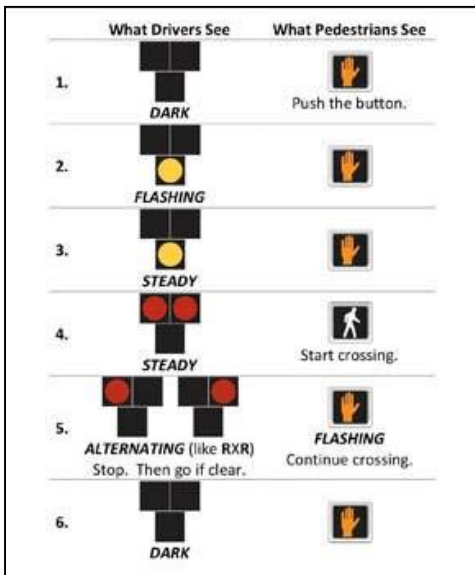 What Drivers See What Pedestrians See
1.
DARK
Push the button.
2.
FLASHING
3.
STEADY
4.
STEADY
Start crossing.
5.
ALTERNATING (like RXR)
Stop. Then go if clear.
FLASHING
Continue crossing.
6.
DARK